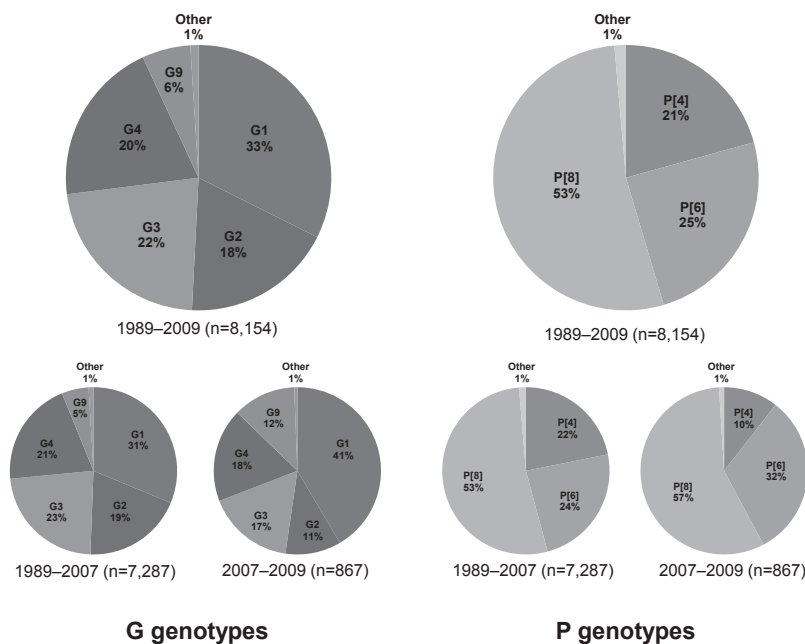 Other
1%
G9
6%
G1
33%
G4
20%
G3
22%
G2
18%
1989–2009 (n=8,154)
Other
1%
P[4]
21%
P[8]
53%
P[6]
25%
1989–2009 (n=8,154)
Other
1%
G9
5%
G1
31%
G4
21%
G3
23%
G2
19%
1989–2007 (n=7,287)
Other
1%
G9
12%
G1
41%
G4
18%
G3
17%
G2
11%
2007–2009 (n=867)
G genotypes
Other
1%
P[4]
22%
P[8]
53%
P[6]
24%
1989–2007 (n=7,287)
Other
1%
P[4]
10%
P[6]
32%
P[8]
57%
2007–2009 (n=867)
P genotypes